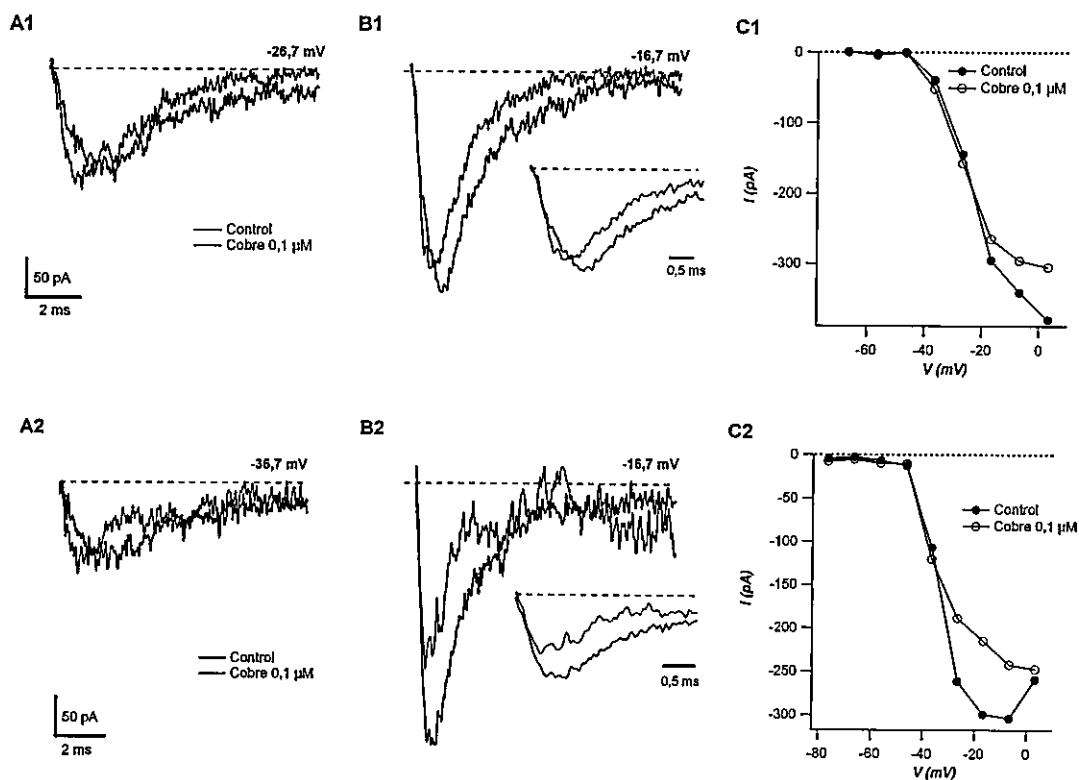 A1
-26,7 mV
Control
Cobre 0,1 µM
50 pA
2 ms
B1
-16,7 mV
0,5 ms
C1
0
-100
-200
-300
I (pA)
Control
Cobre 0,1 µM
-60
-40
-20
0
V (mV)
A2
-36,7 mV
Control
Cobre 0,1 µM
50 pA
2 ms
B2
-16,7 mV
0,5 ms
C2
0
-50
-100
-150
-200
-250
-300
I (pA)
Control
Cobre 0,1 µM
-80
-60
-40
-20
0
V (mV)